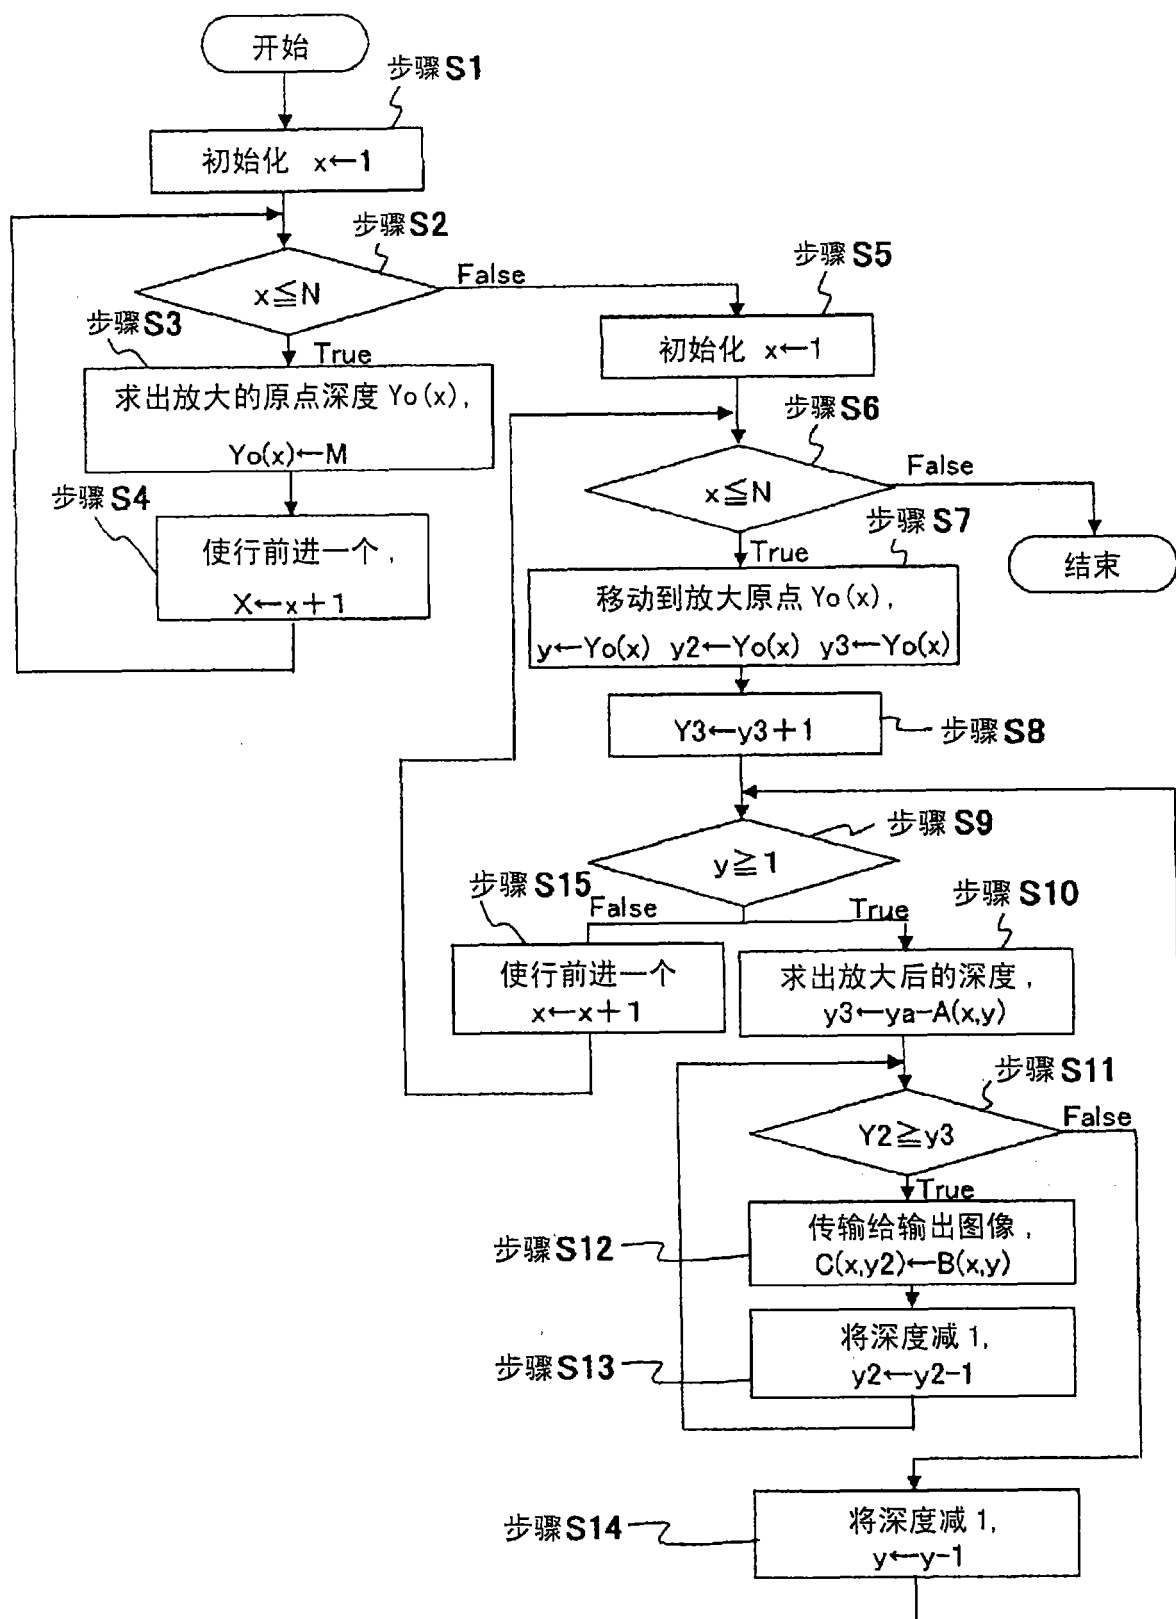 开始
步骤S1
初始化 x←1
步骤S2
x≦N
False
True
步骤S3
求出放大的原点深度Yo(x),
Yo(x)←M
步骤S4
使行前进一个,
X←x+1
步骤S5
初始化 x←1
步骤S6
x≦N
False
True
结束
步骤S7
移动到放大原点Yo(x),
y←Yo(x) y2←Yo(x) y3←Yo(x)
Y3←y3+1
步骤S8
步骤S9
y≧1
False
True
步骤S15
使行前进一个
x←x+1
步骤S10
求出放大后的深度,
y3←ya-A(x,y)
步骤S11
Y2≧y3
False
True
步骤S12
传输给输出图像,
C(x,y2)←B(x,y)
步骤S13
将深度减1,
y2←y2-1
步骤S14
将深度减1,
y←y-1